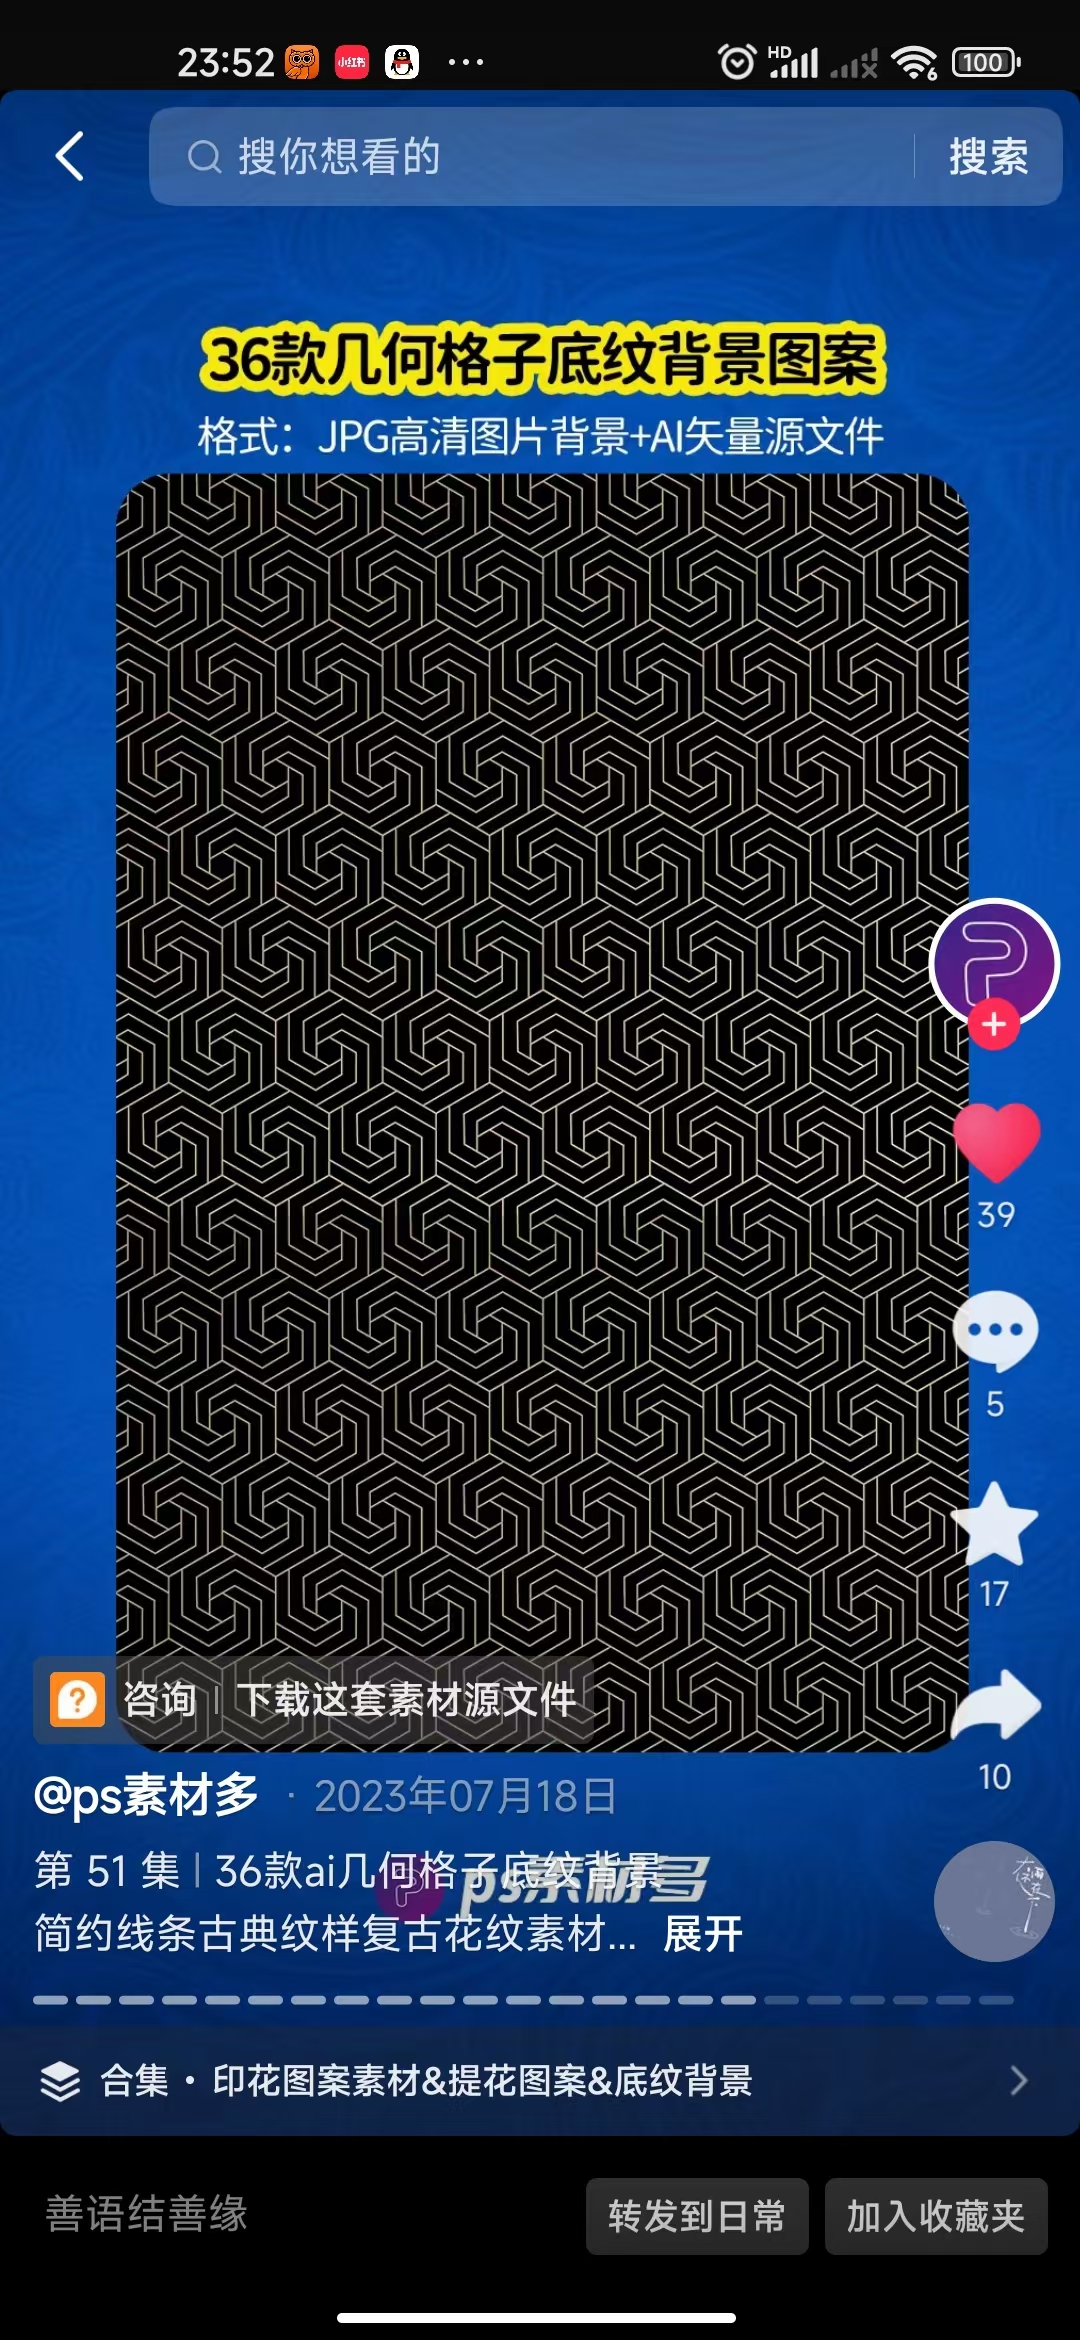 23:52
小红书
HD
6
100
搜你想看的
搜索
36款几何格子底纹背景图案
格式：JPG高清图片背景+AI矢量源文件
39
5
17
咨询 | 下载这套素材源文件
10
@ps素材多 · 2023年07月18日
第 51 集 | 36款ai几何格子底纹背景
ps素材多
简约线条古典纹样复古花纹素材... 展开
合集 · 印花图案素材&提花图案&底纹背景
善语结善缘
转发到日常
加入收藏夹